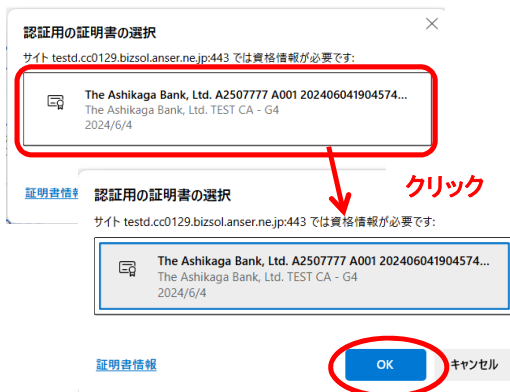 認証用の証明書の選択
サイト testd.cc0129.bizsol.anser.ne.jp:443 では資格情報が必要です:
The Ashikaga Bank, Ltd. A2507777 A001 202406041904574...
The Ashikaga Bank, Ltd. TEST CA - G4
2024/6/4
証明書情報
クリック
認証用の証明書の選択
サイト testd.cc0129.bizsol.anser.ne.jp:443 では資格情報が必要です:
The Ashikaga Bank, Ltd. A2507777 A001 202406041904574...
The Ashikaga Bank, Ltd. TEST CA - G4
2024/6/4
証明書情報
OK
キャンセル